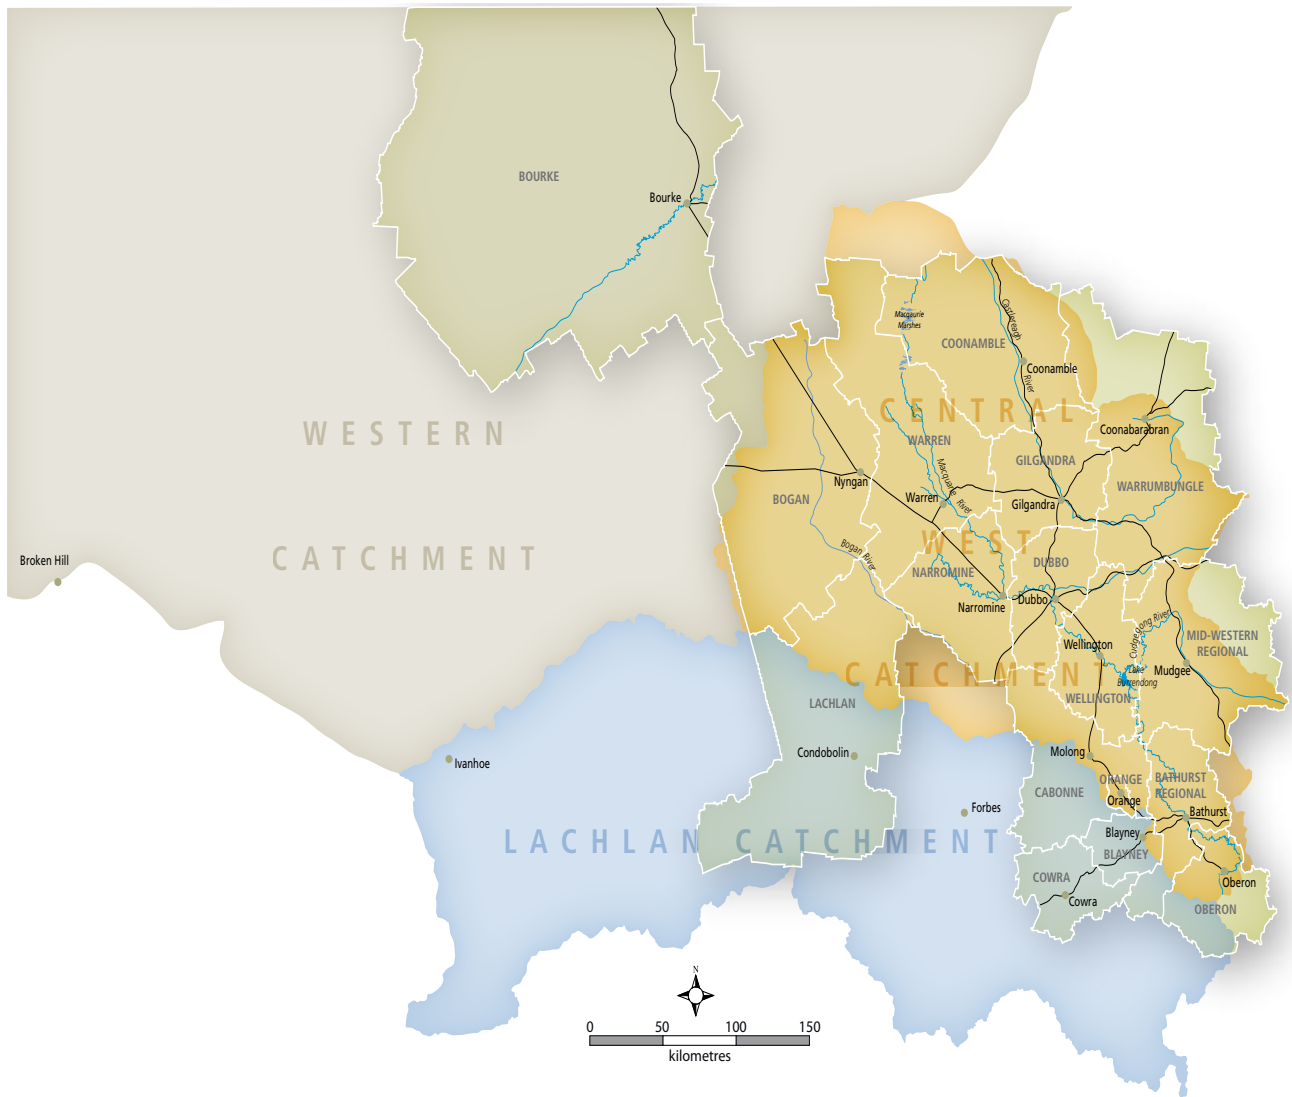 BOURKE
Bourke
Macquarie
Marshes
Castlereagh
River
COONAMBLE
Coonamble
CENTRAL
WESTERN
WARREN
Coonabarabran
GILGANDRA
Macquarie River
Nyngan
WARRUMBUNGLE
BOGAN
Warren
Gilgandra
WEST
CATCHMENT
Bogan River
Broken Hill
NARROMINE
DUBBO
Narromine
Dubbo
Cudgegong River
MID-WESTERN
REGIONAL
Wellington
CATCHMENT
Lake
Burrendong
Mudgee
WELLINGTON
LACHLAN
Condobolin
Molong
Ivanhoe
ORANGE
BATHURST
REGIONAL
CABONNE
Orange
Forbes
Bathurst
LACHLAN CATCHMENT
Blayney
BLAYNEY
COWRA
Oberon
Cowra
OBERON
N
0 50 100 150
kilometres